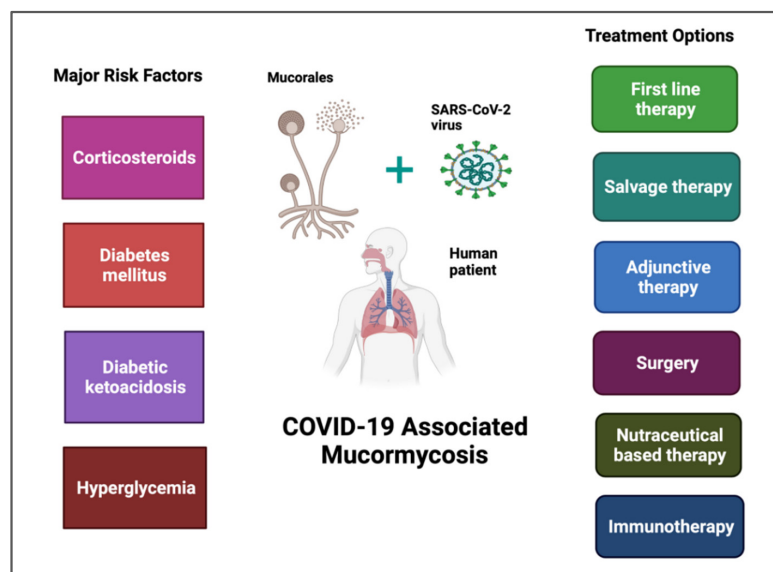 Major Risk Factors
Corticosteroids
Diabetes
mellitus
Diabetic
ketoacidosis
Hyperglycemia
Mucorales
SARS-CoV-2
virus
Human
patient
COVID-19 Associated
Mucormycosis
Treatment Options
First line
therapy
Salvage therapy
Adjunctive
therapy
Surgery
Nutraceutical
based therapy
Immunotherapy